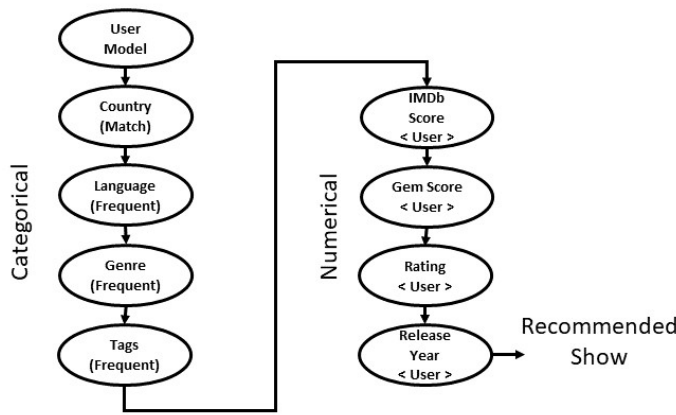 User
Model
Country
(Match)
Language
(Frequent)
Genre
(Frequent)
Tags
(Frequent)
Categorical
IMDb
Score
< User >
Gem Score
< User >
Rating
< User >
Release
Year
< User >
Numerical
Recommended
Show